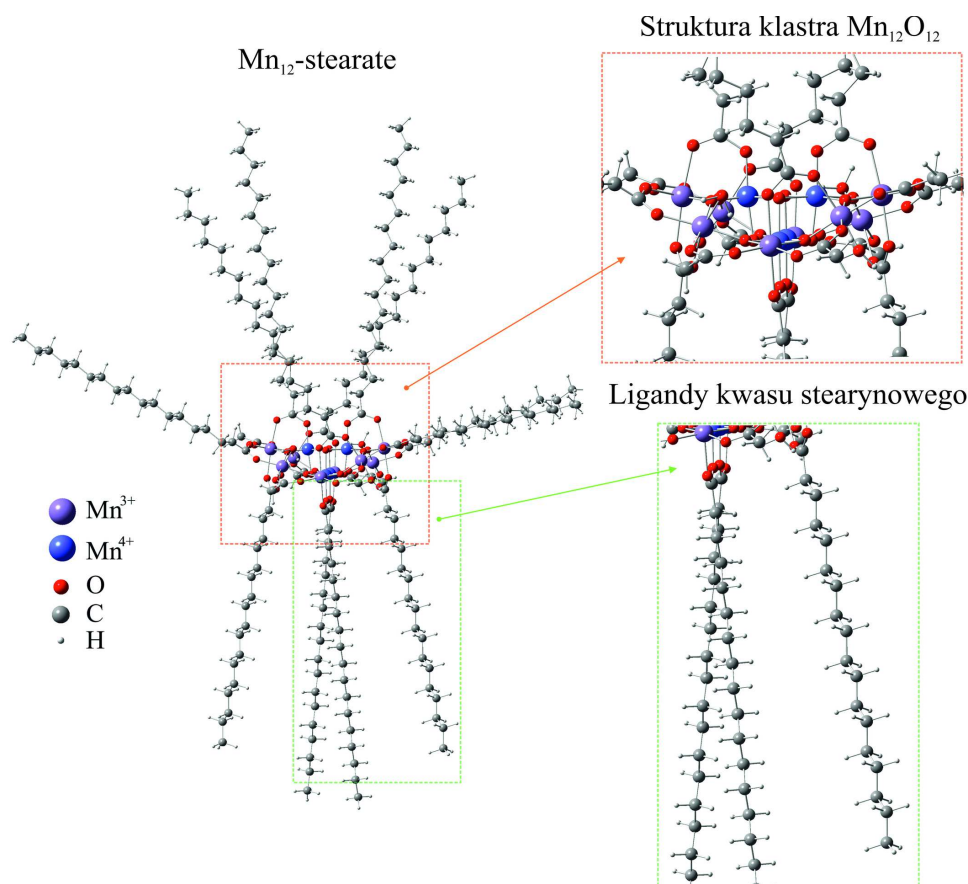 Struktura klastra Mn₁₂O₁₂
Mn₁₂-stearate
Ligandy kwasu stearynowego
Mn³⁺
Mn⁴⁺
O
C
H